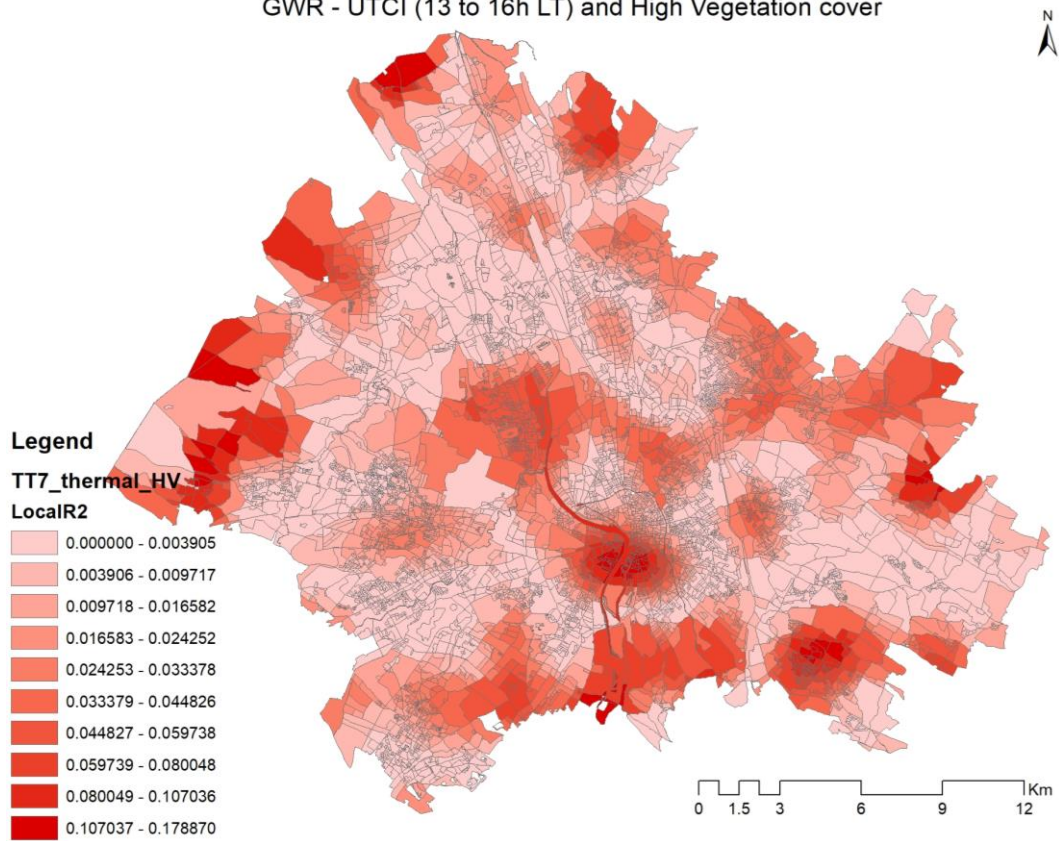 GWR - UTCI (13 to 16h LT) and High Vegetation cover
N
Legend
TT7_thermal_HV
LocalR2
0.000000 - 0.003905
0.003906 - 0.009717
0.009718 - 0.016582
0.016583 - 0.024252
0.024253 - 0.033378
0.033379 - 0.044826
0.044827 - 0.059738
0.059739 - 0.080048
0.080049 - 0.107036
0.107037 - 0.178870
Km
0 1.5 3 6 9 12